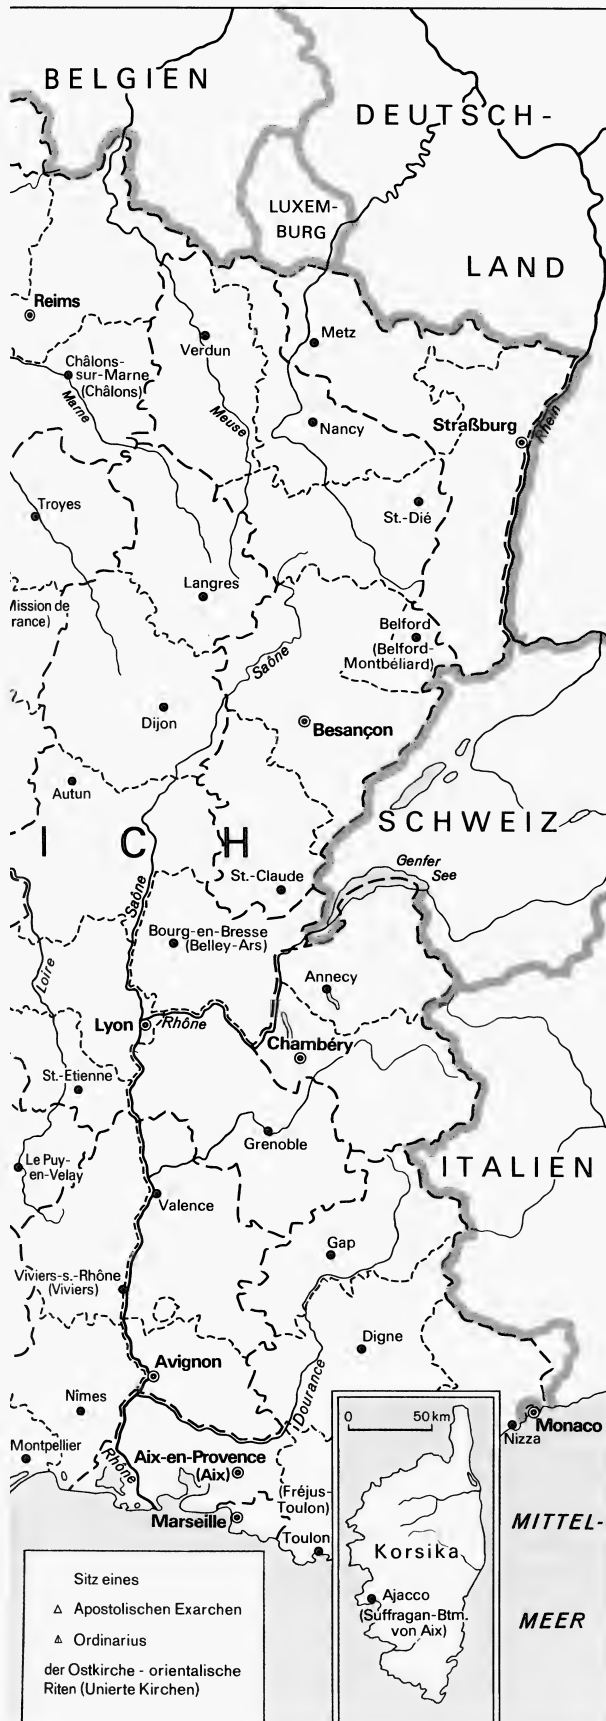 BELGIEN
DEUTSCH-
LUXEM-
BURG
LAND
Reims
Metz
Verdun
Châlons-
sur-Marne
(Châlons)
Marne
Meuse
Nancy
Straßburg
Rhein
Troyes
St.-Dié
Langres
Mission de
rance)
Belford
(Belford-
Montbéliard)
Saône
Dijon
Besançon
Autun
SCHWEIZ
I C H
Genfer
See
St.-Claude
Saône
Bourg-en-Bresse
(Belley-Ars)
Loire
Annecy
Lyon
Rhône
Chambéry
St.-Etienne
Grenoble
Le Puy-
en-Velay
ITALIEN
Valence
Gap
Viviers-s.-Rhône
(Viviers)
Digne
Avignon
Dourance
Nîmes
0 50 km
Monaco
Nizza
Montpellier
Rhône
Aix-en-Provence
(Aix)
(Fréjus-
Toulon)
Marseille
MITTEL-
Toulon
Korsika
Sitz eines
Ajacco
Apostolischen Exarchen
(Suffragan-Btm.
von Aix)
MEER
Ordinarius
der Ostkirche - orientalische
Riten (Unierte Kirchen)